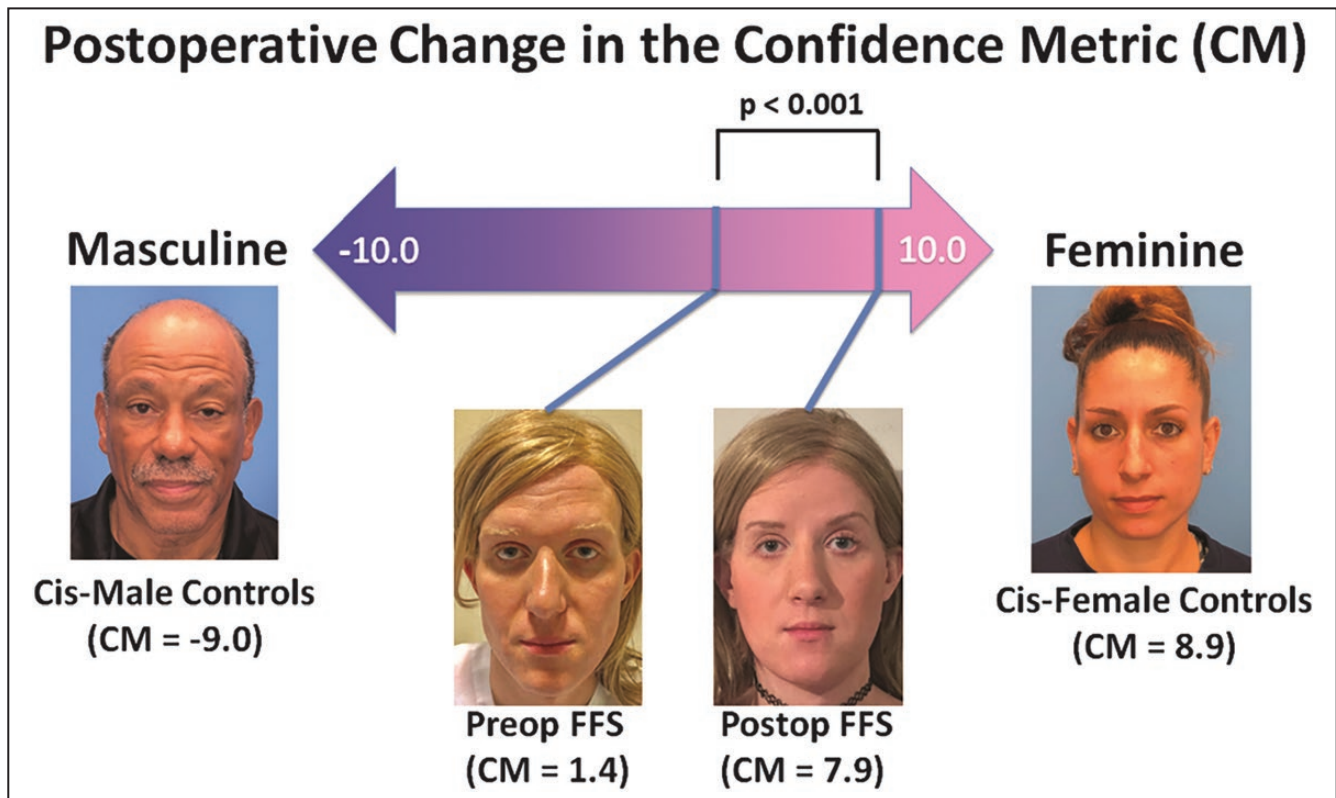 Postoperative Change in the Confidence Metric (CM)
p < 0.001
Masculine
-10.0
10.0
Feminine
Cis-Male Controls
(CM = -9.0)
Preop FFS
(CM = 1.4)
Postop FFS
(CM = 7.9)
Cis-Female Controls
(CM = 8.9)